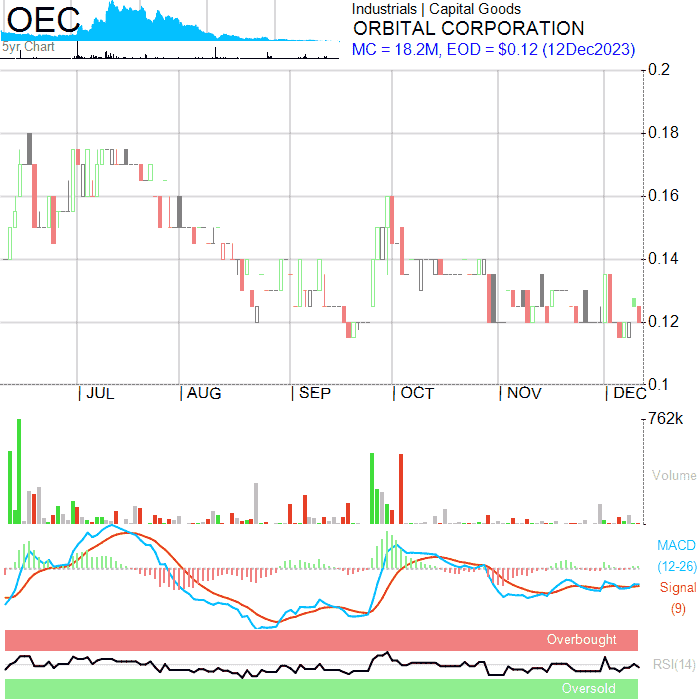 OEC
5yr. Chart
Industrials | Capital Goods
ORBITAL CORPORATION
MC = 18.2M, EOD = $0.12 (12Dec2023)
0.2
0.18
0.16
0.14
0.12
0.1
JUL
AUG
SEP
OCT
NOV
DEC
762k
Volume
MACD
(12-26)
Signal
(9)
Overbought
RSI(14)
Oversold